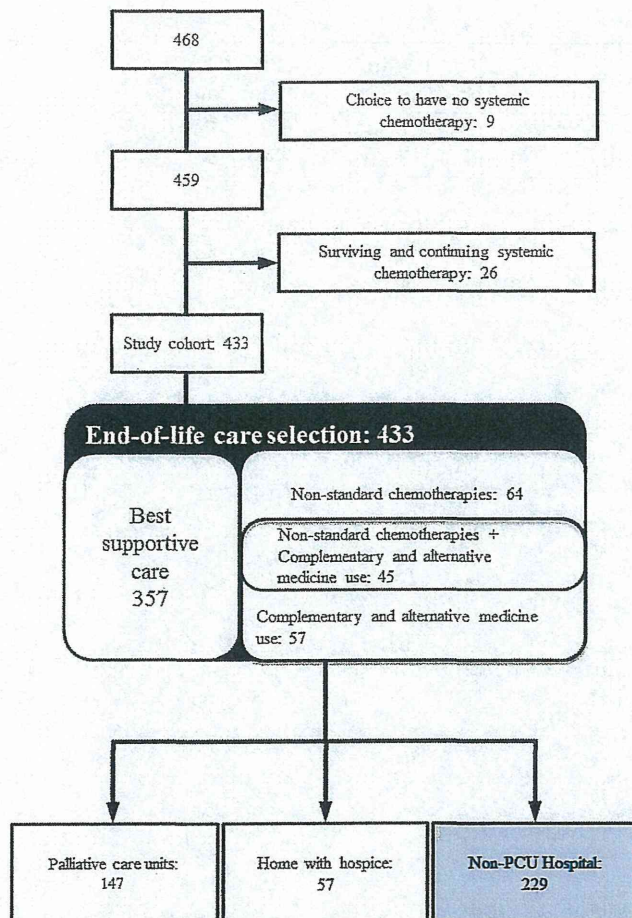 468
Choice to have no systemic
chemotherapy: 9
459
Surviving and continuing systemic
chemotherapy: 26
Study cohort: 433
End-of-life care selection: 433
Best
supportive
care
357
Non-standard chemotherapies: 64
Non-standard chemotherapies +
Complementary and alternative
medicine use: 45
Complementary and alternative medicine
use: 57
Palliative care units:
147
Home with hospice:
57
Non-PCU Hospital:
229